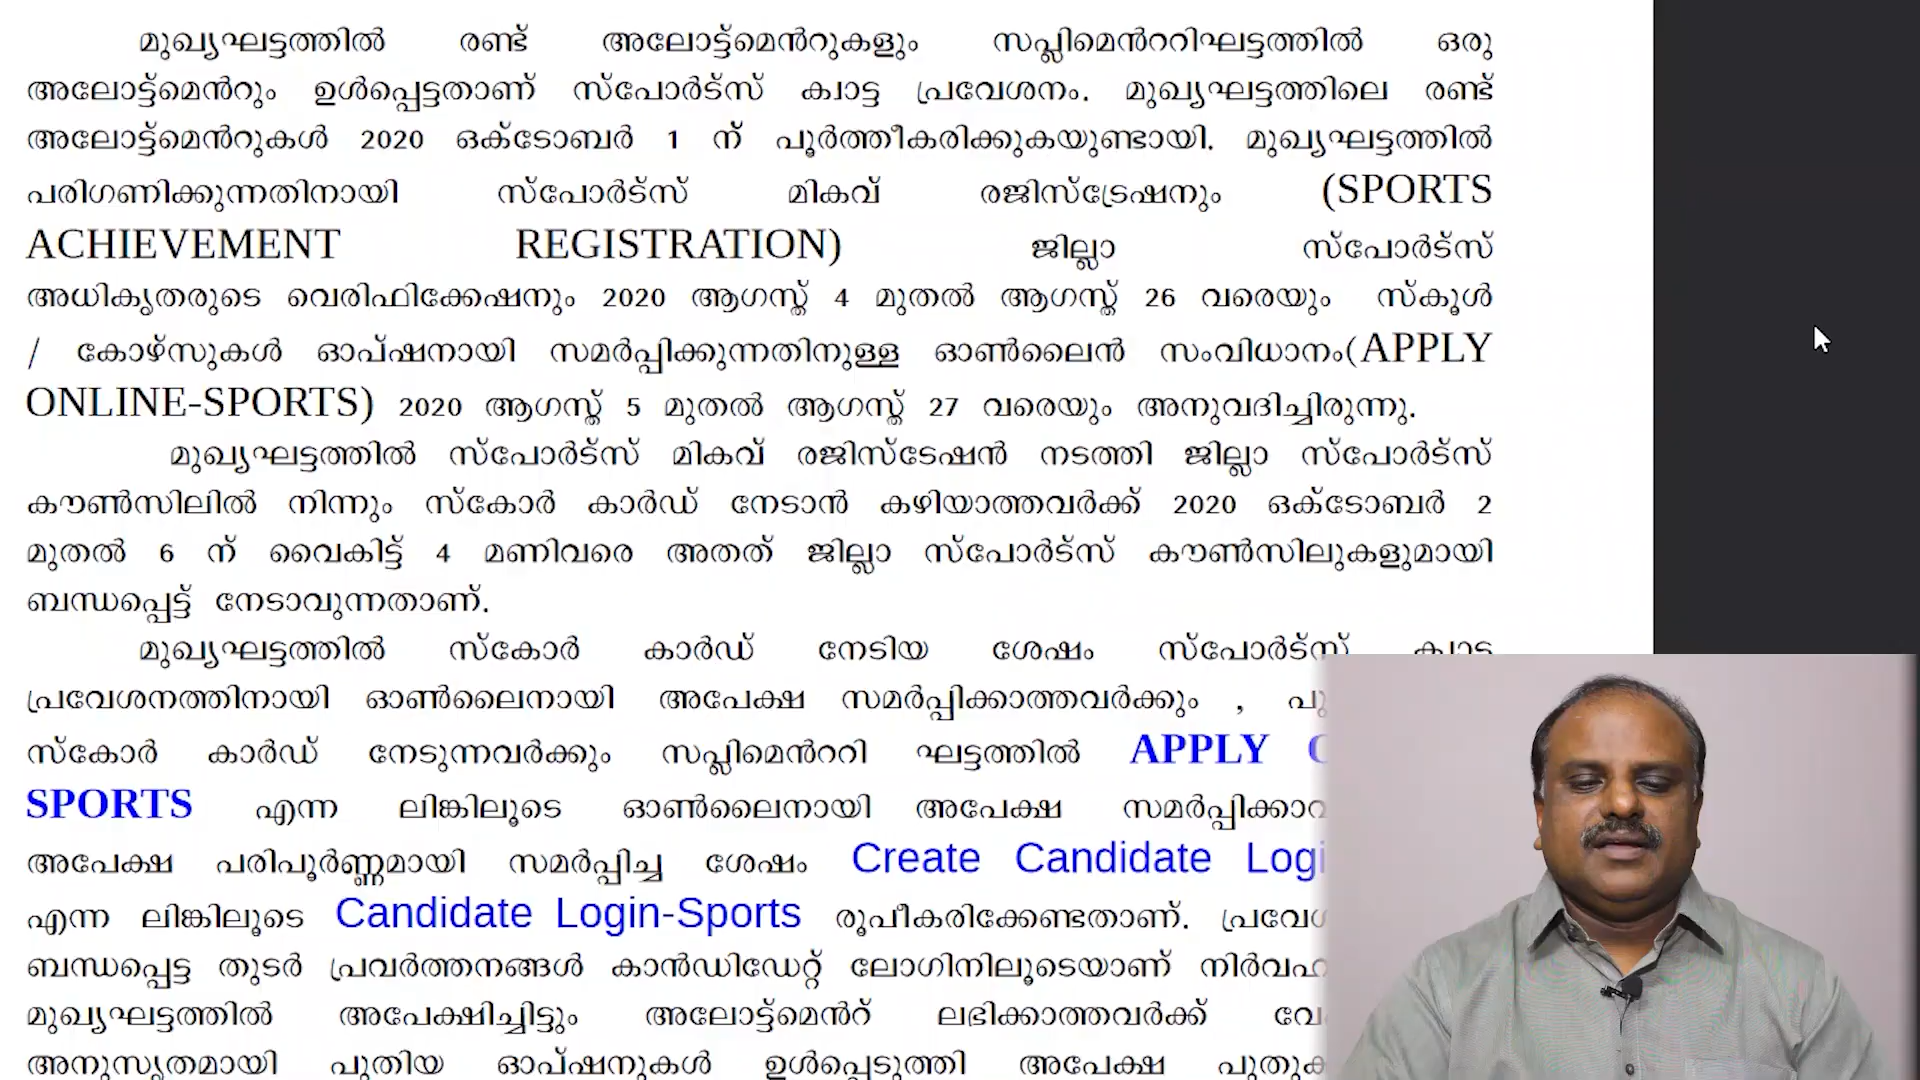 മുഖ്യഘട്ടത്തിൽ രണ്ട് അലോട്ട്മെൻറുകളും സപ്ലിമെൻററിഘട്ടത്തിൽ ഒരു
അലോട്ട്മെൻറും ഉൾപ്പെട്ടതാണ് സ്പോർട്സ് ക്വാട്ട പ്രവേശനം. മുഖ്യഘട്ടത്തിലെ രണ്ട്
അലോട്ട്മെൻറുകൾ 2020 ഒക്ടോബർ 1 ന് പൂർത്തീകരിക്കുകയുണ്ടായി. മുഖ്യഘട്ടത്തിൽ
പരിഗണിക്കുന്നതിനായി സ്പോർട്സ് മികവ് രജിസ്ട്രേഷനും (SPORTS
ACHIEVEMENT REGISTRATION) ജില്ലാ സ്പോർട്സ്
അധികൃതരുടെ വെരിഫിക്കേഷനും 2020 ആഗസ്ത് 4 മുതൽ ആഗസ്ത് 26 വരെയും സ്കൂൾ
/ കോഴ്സുകൾ ഓപ്ഷനായി സമർപ്പിക്കുന്നതിനുള്ള ഓൺലൈൻ സംവിധാനം(APPLY
ONLINE-SPORTS) 2020 ആഗസ്ത് 5 മുതൽ ആഗസ്ത് 27 വരെയും അനുവദിച്ചിരുന്നു.
മുഖ്യഘട്ടത്തിൽ സ്പോർട്സ് മികവ് രജിസ്ടേഷൻ നടത്തി ജില്ലാ സ്പോർട്സ്
കൗൺസിലിൽ നിന്നും സ്കോർ കാർഡ് നേടാൻ കഴിയാത്തവർക്ക് 2020 ഒക്ടോബർ 2
മുതൽ 6 ന് വൈകിട്ട് 4 മണിവരെ അതത് ജില്ലാ സ്പോർട്സ് കൗൺസിലുകളുമായി
ബന്ധപ്പെട്ട് നേടാവുന്നതാണ്.
മുഖ്യഘട്ടത്തിൽ സ്കോർ കാർഡ് നേടിയ ശേഷം സ്പോർട്സ് ക്വാട്ട
പ്രവേശനത്തിനായി ഓൺലൈനായി അപേക്ഷ സമർപ്പിക്കാത്തവർക്കും , പു
സ്കോർ കാർഡ് നേടുന്നവർക്കും സപ്ലിമെൻററി ഘട്ടത്തിൽ APPLY
SPORTS എന്ന ലിങ്കിലൂടെ ഓൺലൈനായി അപേക്ഷ സമർപ്പിക്കാവ
അപേക്ഷ പരിപൂർണ്ണമായി സമർപ്പിച്ച ശേഷം Create Candidate Logi
എന്ന ലിങ്കിലൂടെ Candidate Login-Sports രൂപീകരിക്കേണ്ടതാണ്. പ്രവേശ
ബന്ധപ്പെട്ട തുടർ പ്രവർത്തനങ്ങൾ കാൻഡിഡേറ്റ് ലോഗിനിലൂടെയാണ് നിർവഹ
മുഖ്യഘട്ടത്തിൽ അപേക്ഷിച്ചിട്ടും അലോട്ട്മെൻറ് ലഭിക്കാത്തവർക്ക് വേ
അനുസൃതമായി പുതിയ ഓപ്ഷനുകൾ ഉൾപ്പെടുത്തി അപേക്ഷ പുതുക